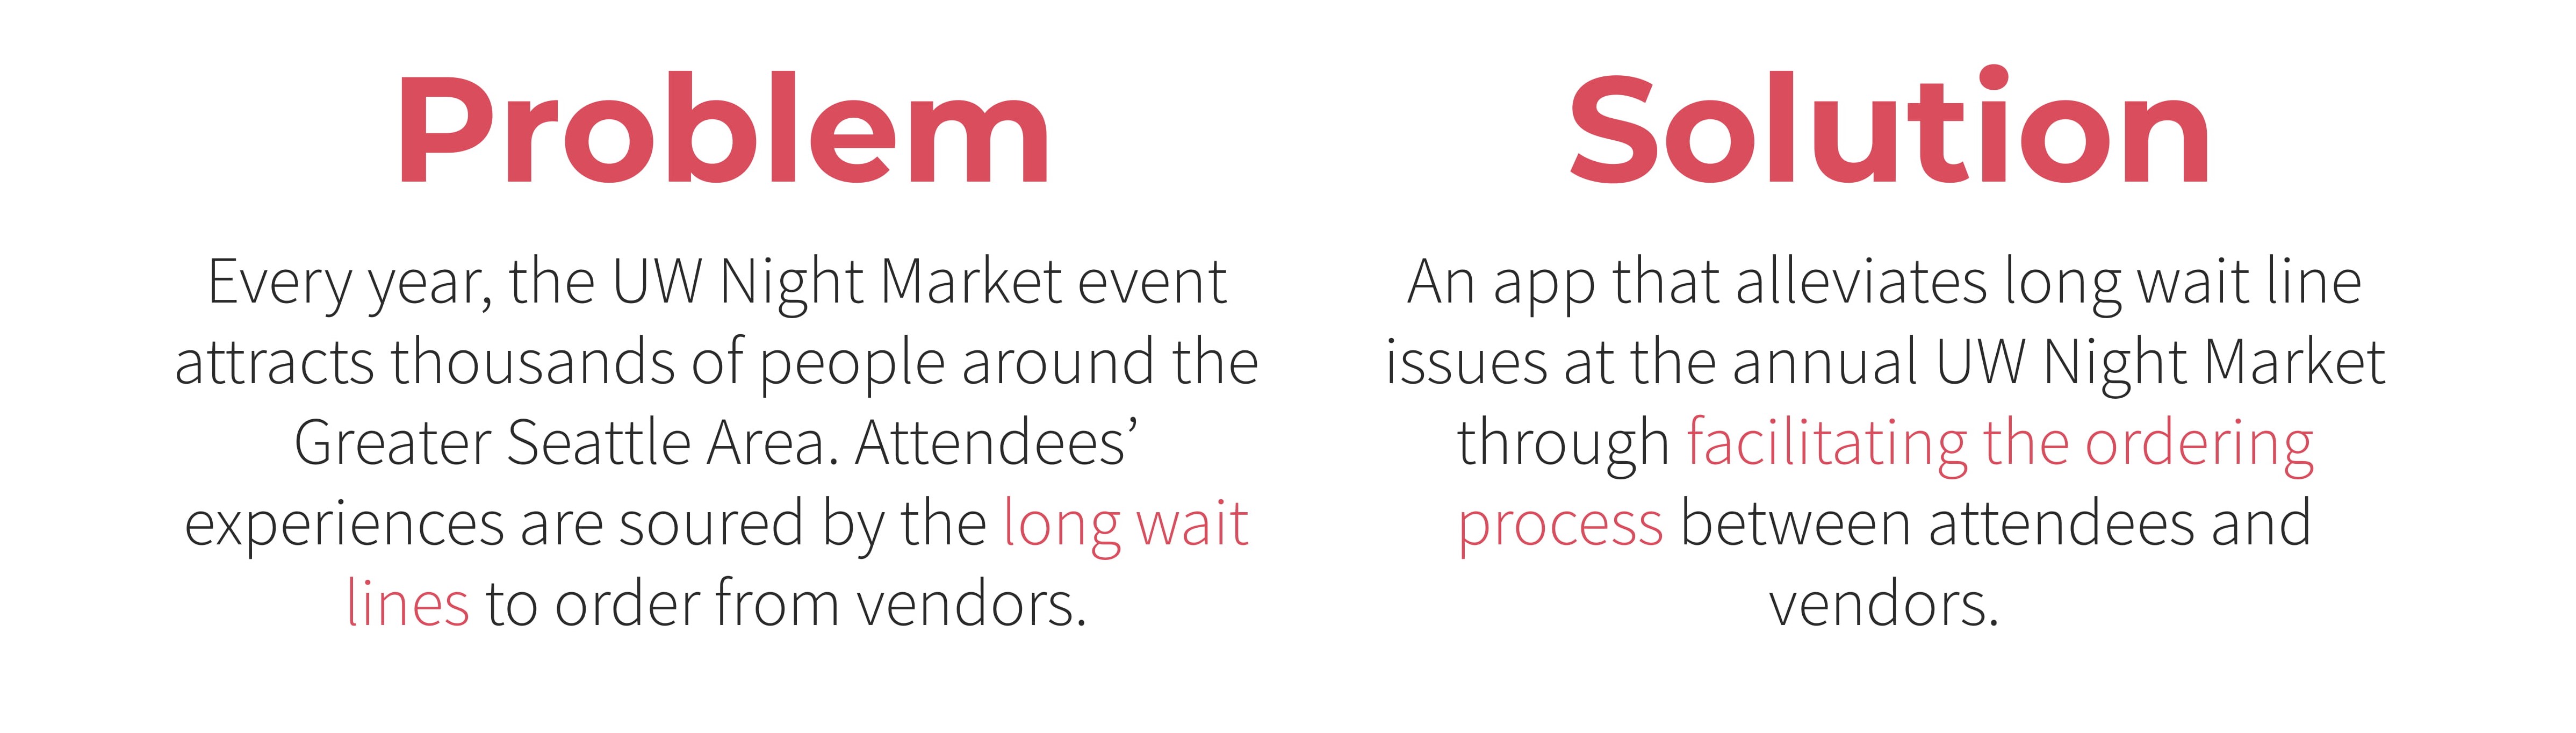 Problem
Every year, the UW Night Market event
attracts thousands of people around the
Greater Seattle Area. Attendees’
experiences are soured by the long wait
lines to order from vendors.
Solution
An app that alleviates long wait line
issues at the annual UW Night Market
through facilitating the ordering
process between attendees and
vendors.